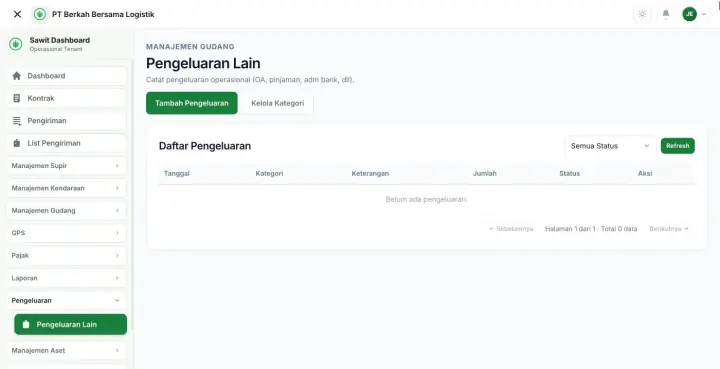 PT Berkah Bersama Logistik
JE
Sawit Dashboard
Operasional Tenant
Dashboard
Kontrak
Pengiriman
List Pengiriman
Manajemen Supir
Manajemen Kendaraan
Manajemen Gudang
GPS
Pajak
Laporan
Pengeluaran
Pengeluaran Lain
Manajemen Aset
MANAJEMEN GUDANG
Pengeluaran Lain
Catat pengeluaran operasional (OA, pinjaman, adm bank, dll).
Tambah Pengeluaran Kelola Kategori
Daftar Pengeluaran Semua Status Refresh
Tanggal Kategori Keterangan Jumlah Status Aksi
Belum ada pengeluaran.
← Sebelumnya Halaman 1 dari 1 · Total 0 data Berikutnya →